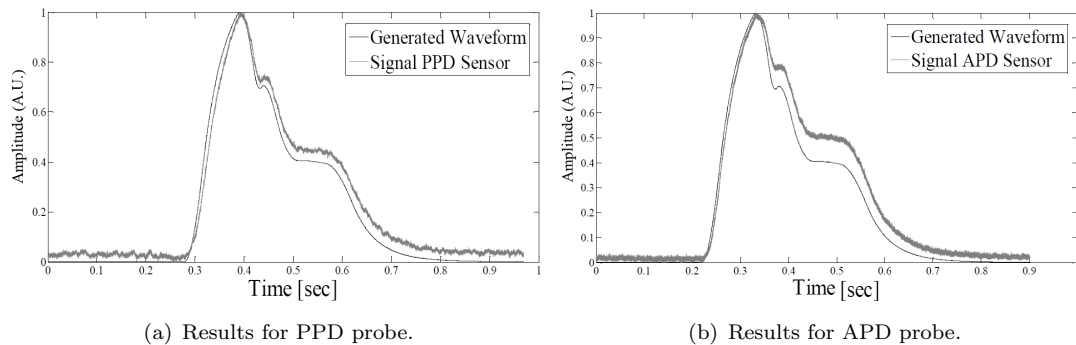 Generated Waveform
Signal PPD Sensor
Amplitude (A.U.)
1
0.8
0.6
0.4
0.2
0
0 0.1 0.2 0.3 0.4 0.5 0.6 0.7 0.8 0.9 1
Time [sec]
(a) Results for PPD probe.
Generated Waveform
Signal APD Sensor
Amplitude (A.U.)
1
0.9
0.8
0.7
0.6
0.5
0.4
0.3
0.2
0.1
0
0 0.1 0.2 0.3 0.4 0.5 0.6 0.7 0.8 0.9
Time [sec]
(b) Results for APD probe.